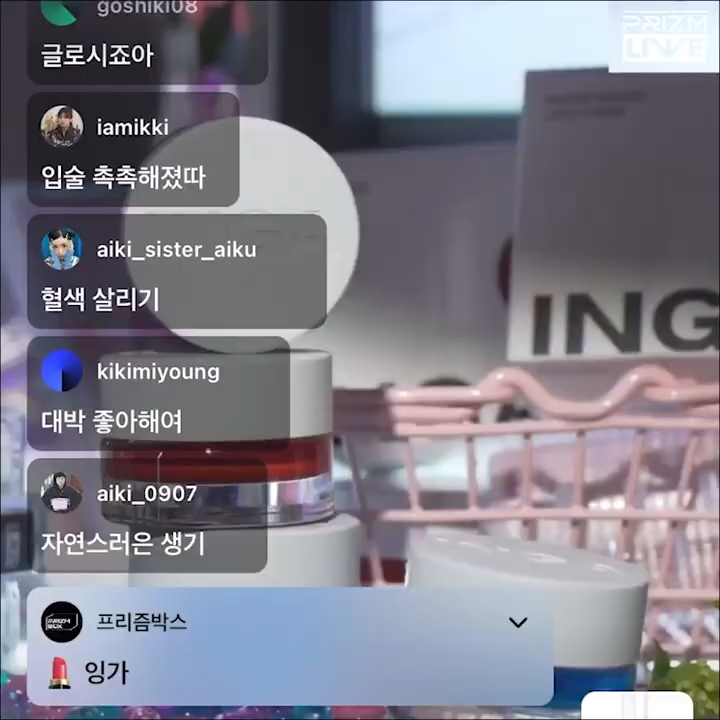 goshiki08
글로시죠아
iamikki
입술 촉촉해졌따
aiki_sister_aiku
혈색 살리기
kikimiyoung
대박 좋아해여
aiki_0907
자연스러은 생기
프리즘박스
💄 잉가
PRIZM
LIVE
ING
PRIZM
BOX